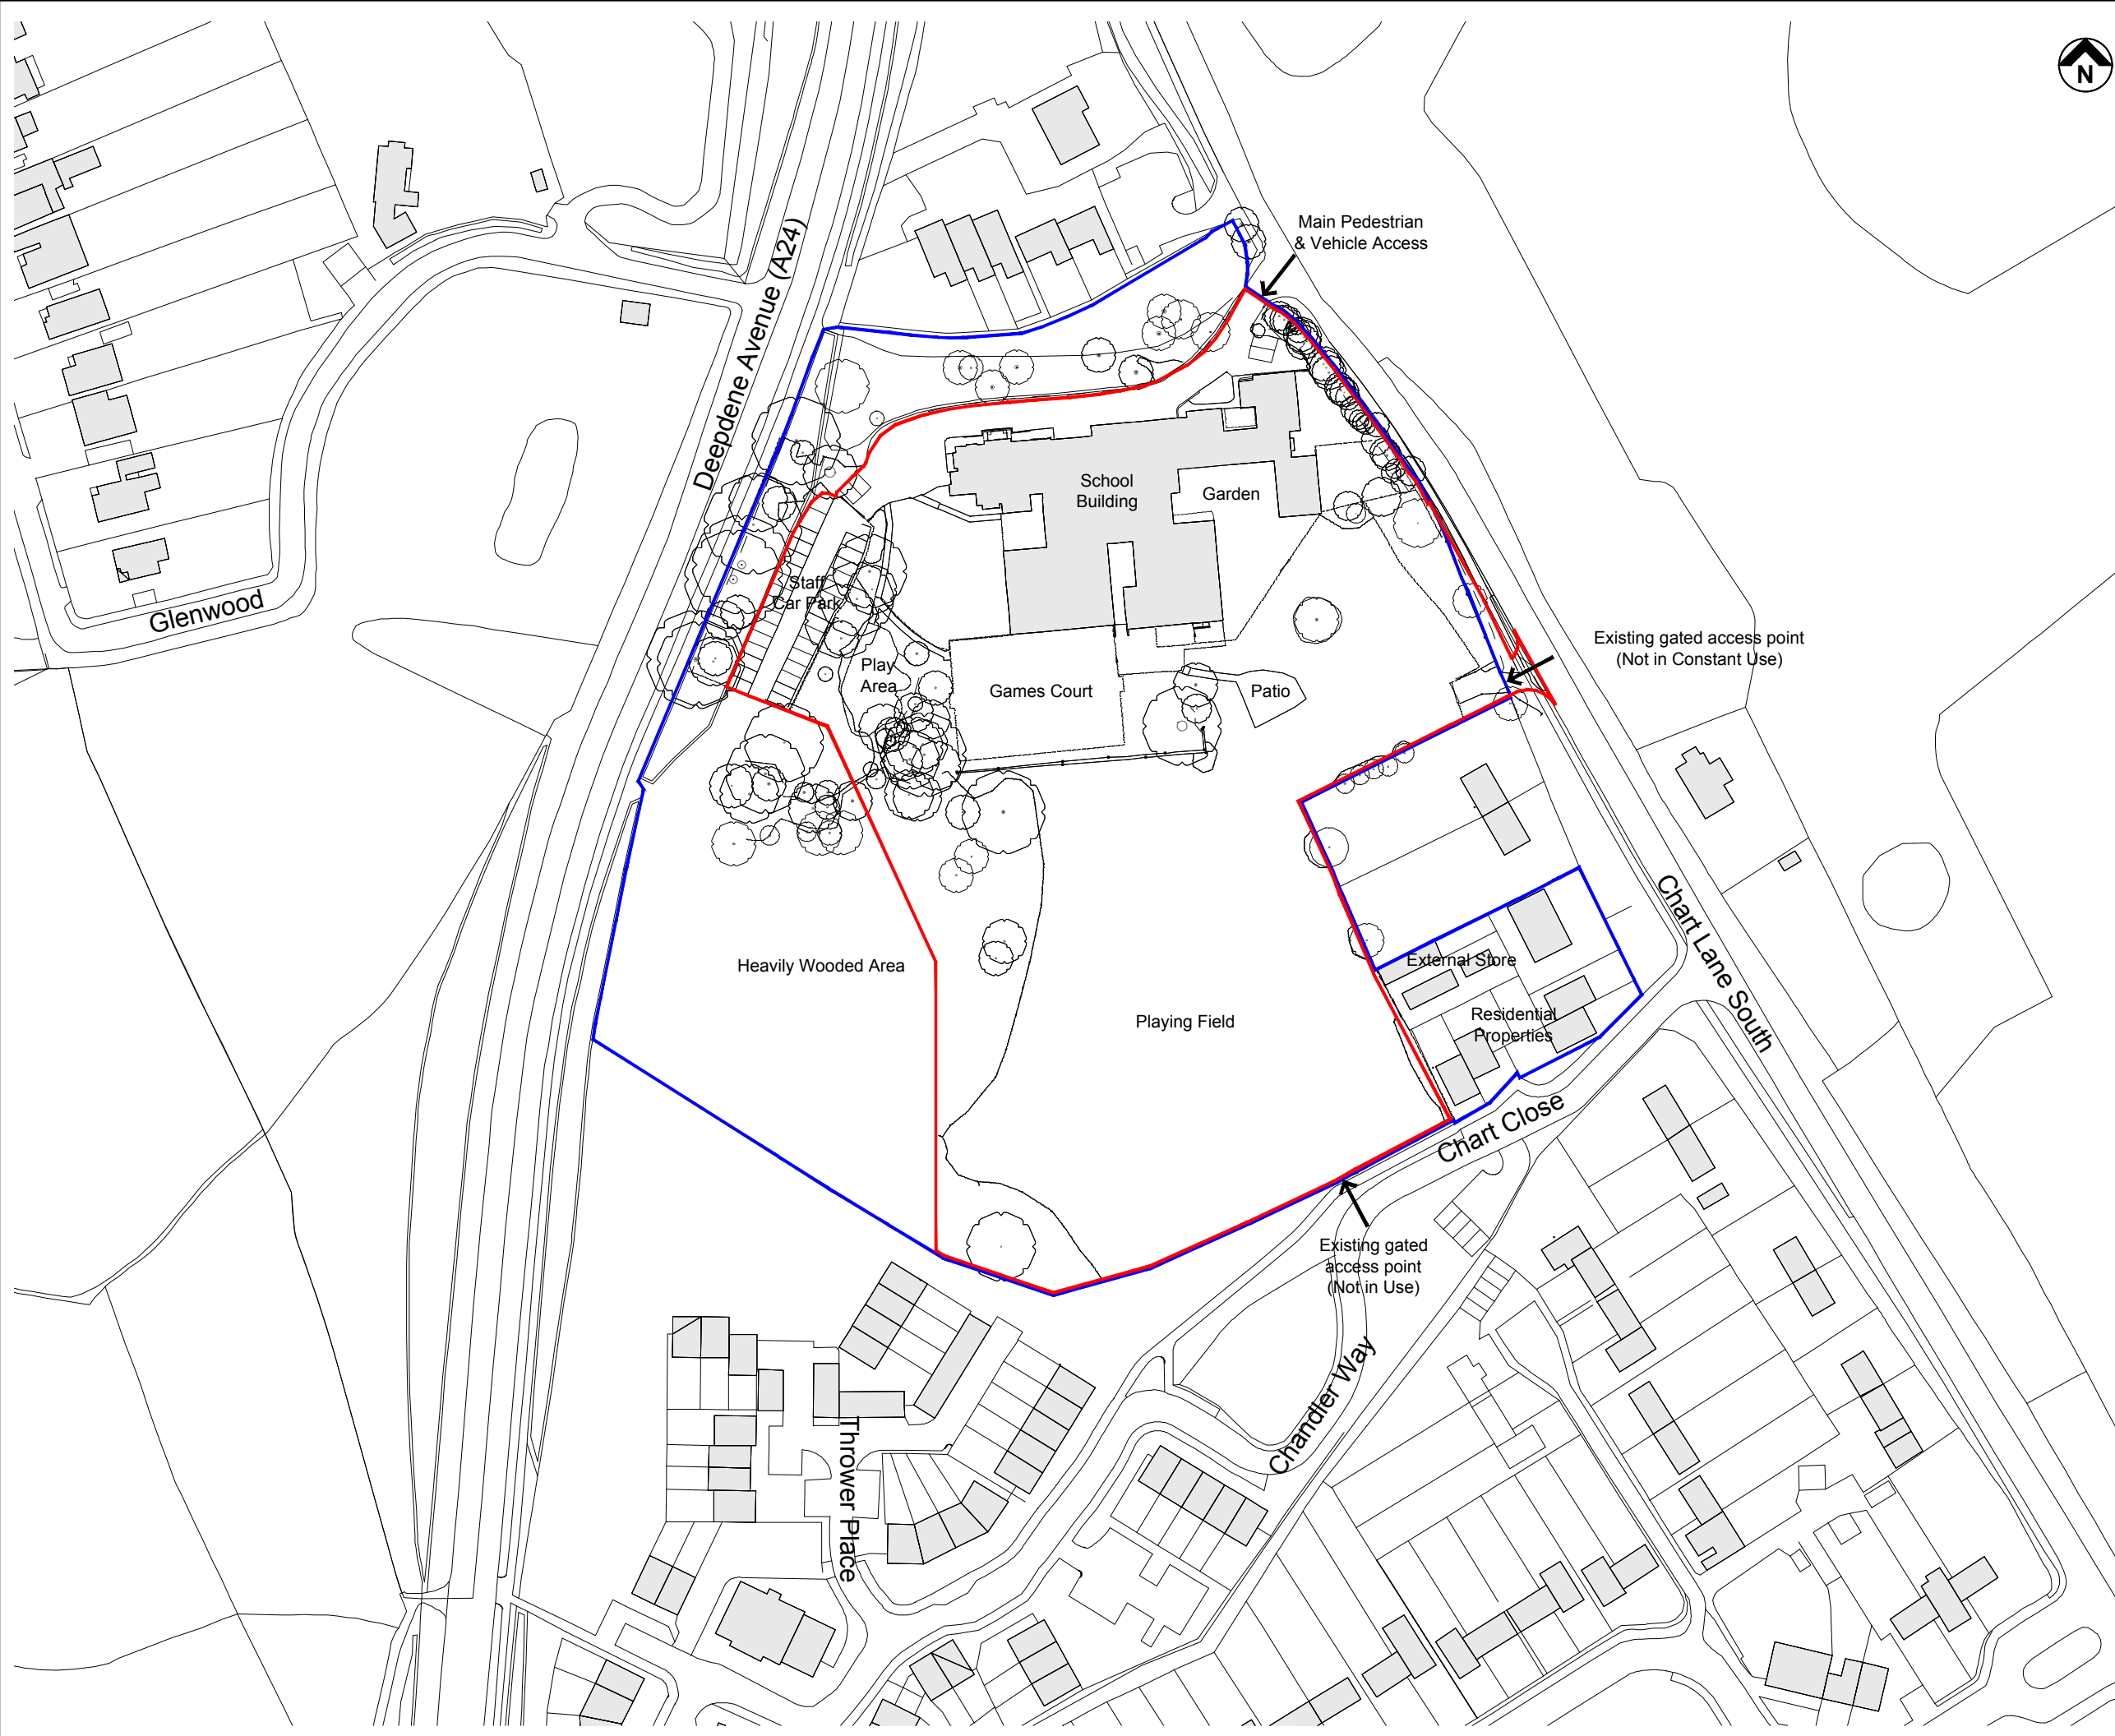 N
Main Pedestrian
& Vehicle Access
Deepdene Avenue (A24)
School
Building
Garden
Staff
Car Park
Glenwood
Existing gated access point
(Not in Constant Use)
Play
Area
Games Court
Patio
Chart Lane South
External Store
Heavily Wooded Area
Playing Field
Residential
Properties
Chart Close
Existing gated
access point
(Not in Use)
Chandler Way
Thrower Place